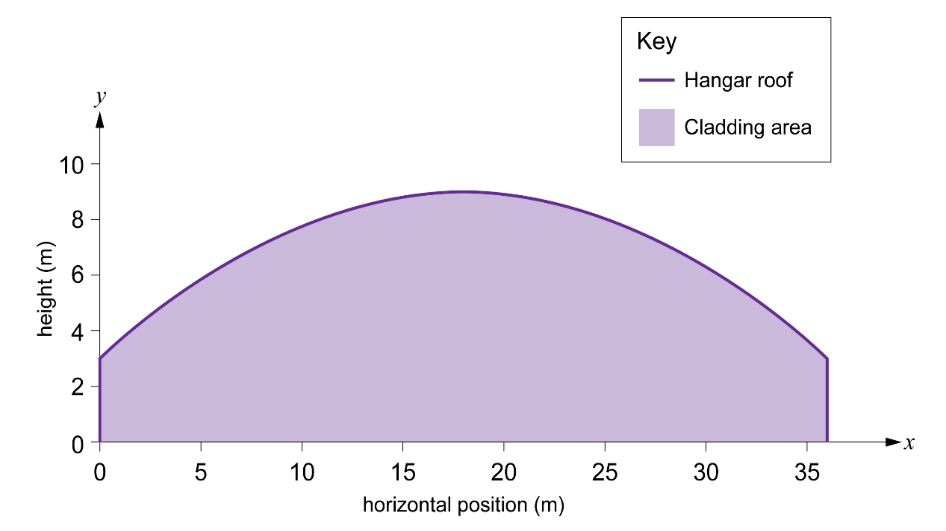 Key
Hangar roof
Cladding area
y
10
8
6
4
2
0
height (m)
0 5 10 15 20 25 30 35 x
horizontal position (m)